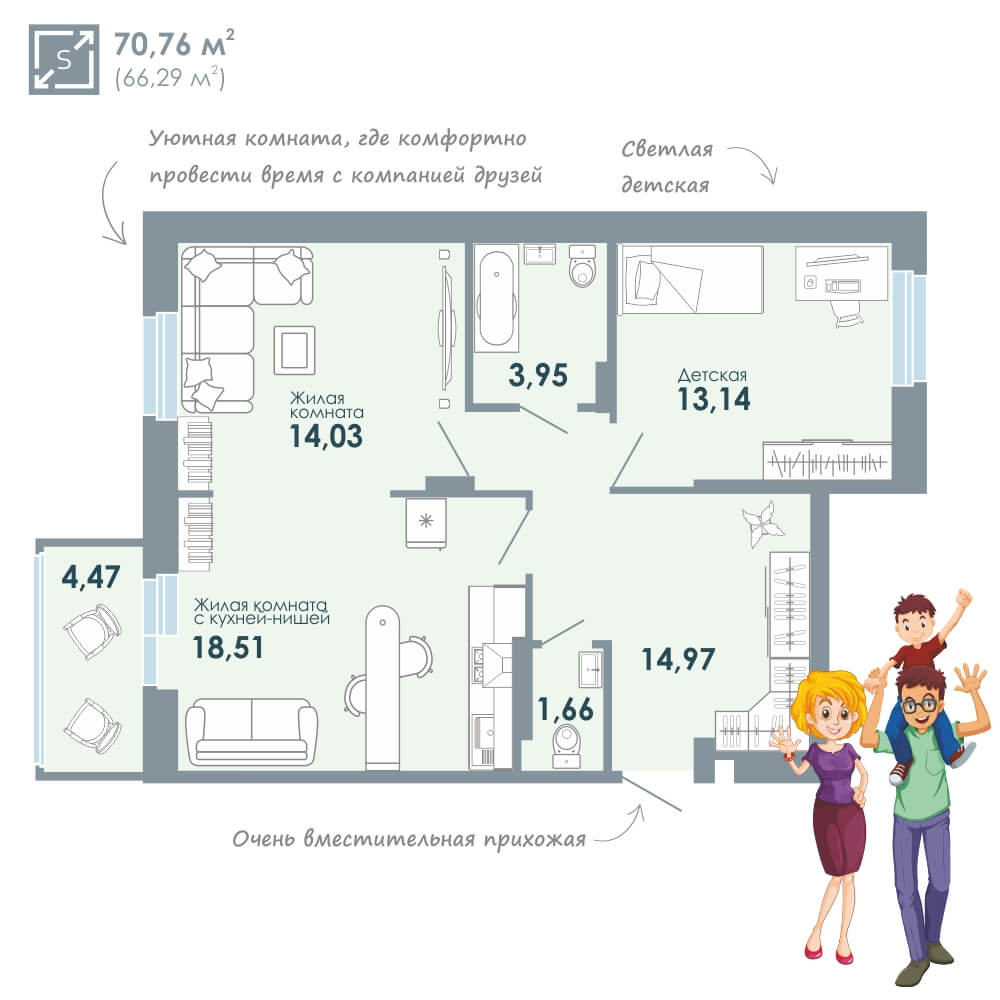 S
70,76 м²
(66,29 м²)
Уютная комната, где комфортно
провести время с компанией друзей
Светлая
детская
3,95
Детская
13,14
Жилая
комната
14,03
4,47
Жилая комната
с кухней-нишей
18,51
14,97
1,66
Очень вместительная прихожая